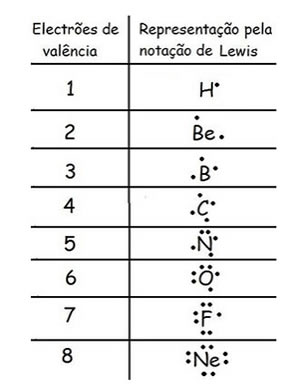 Electrões de valência
Representação pela notação de Lewis
1 H
2 Be
3 B
4 C
5 N
6 O
7 F
8 Ne